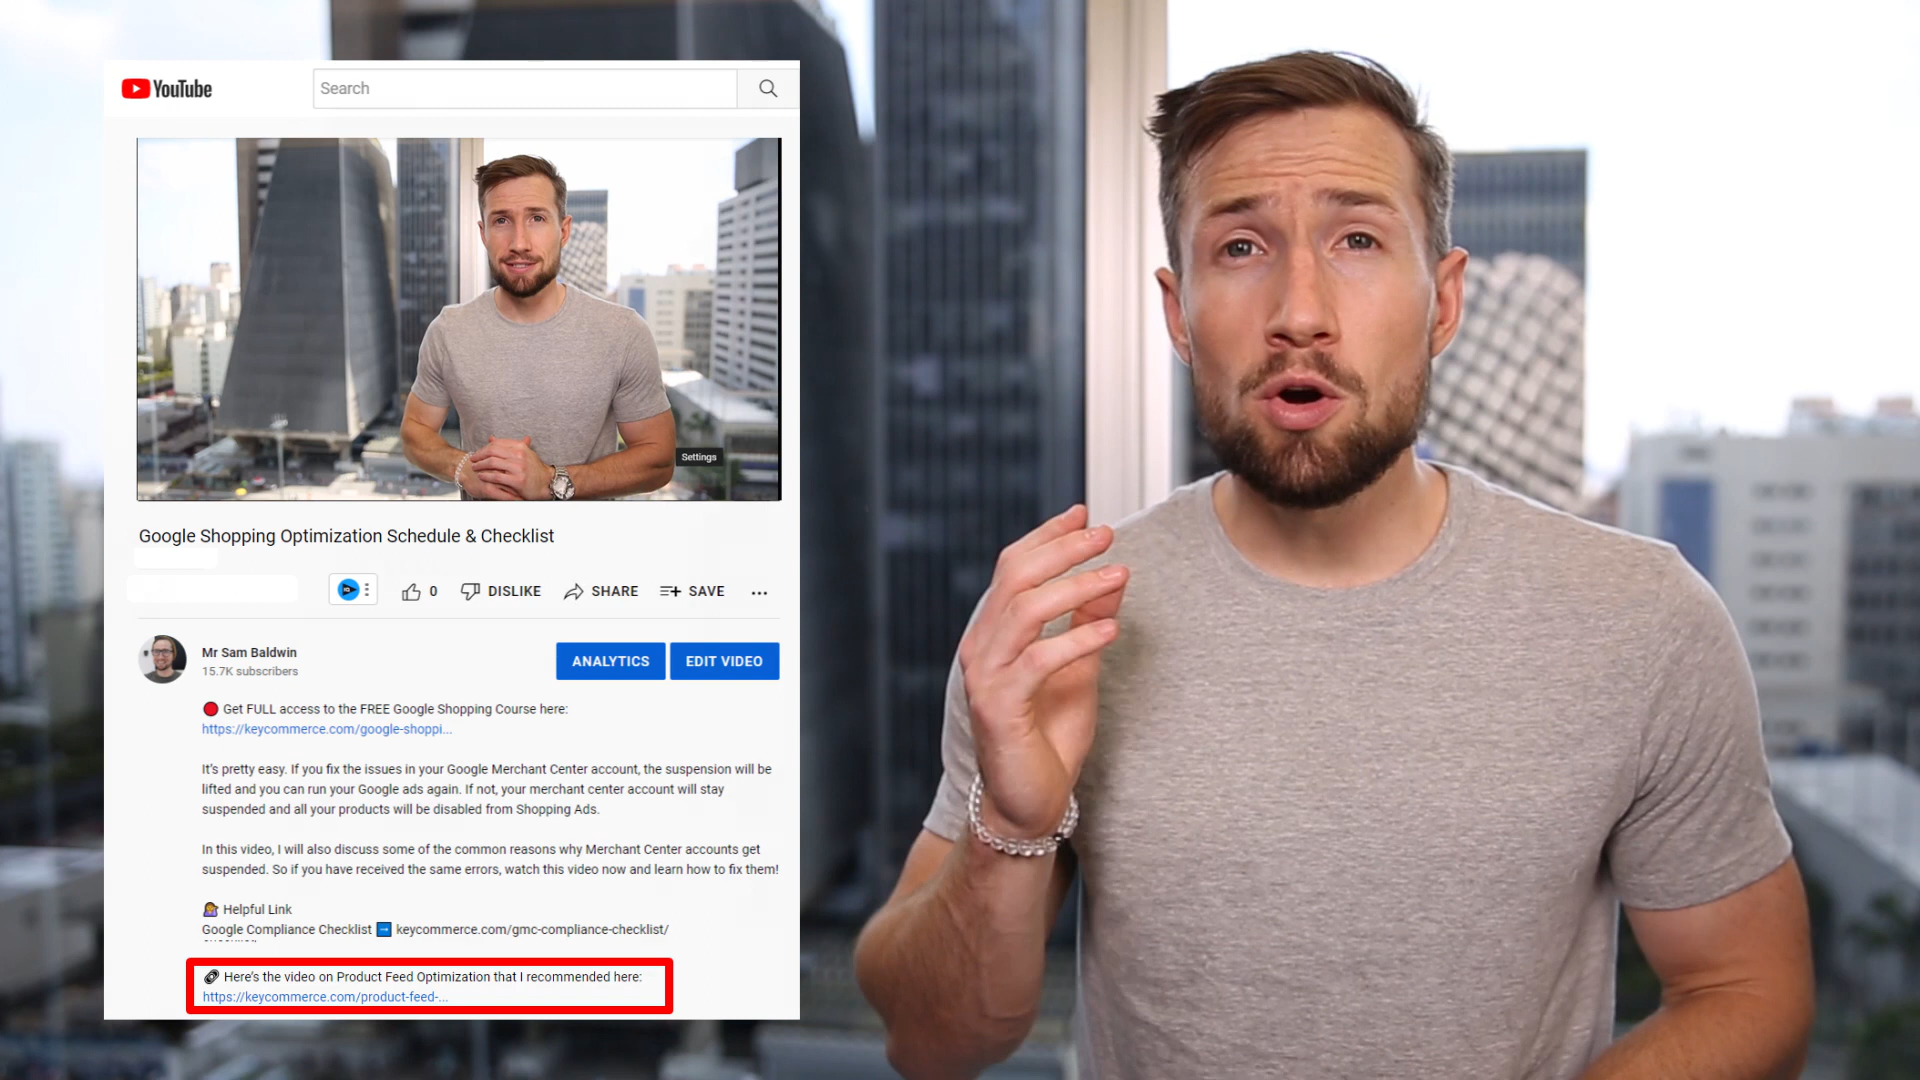 YouTube
Search
Settings
Google Shopping Optimization Schedule & Checklist
0 DISLIKE SHARE SAVE
Mr Sam Baldwin
15.7K subscribers
ANALYTICS EDIT VIDEO
Get FULL access to the FREE Google Shopping Course here:
https://keycommerce.com/google-shoppi...
It's pretty easy. If you fix the issues in your Google Merchant Center account, the suspension will be
lifted and you can run your Google ads again. If not, your merchant center account will stay
suspended and all your products will be disabled from Shopping Ads.
In this video, I will also discuss some of the common reasons why Merchant Center accounts get
suspended. So if you have received the same errors, watch this video now and learn how to fix them!
Helpful Link
Google Compliance Checklist ➡ keycommerce.com/gmc-compliance-checklist/
Here's the video on Product Feed Optimization that I recommended here:
https://keycommerce.com/product-feed-...